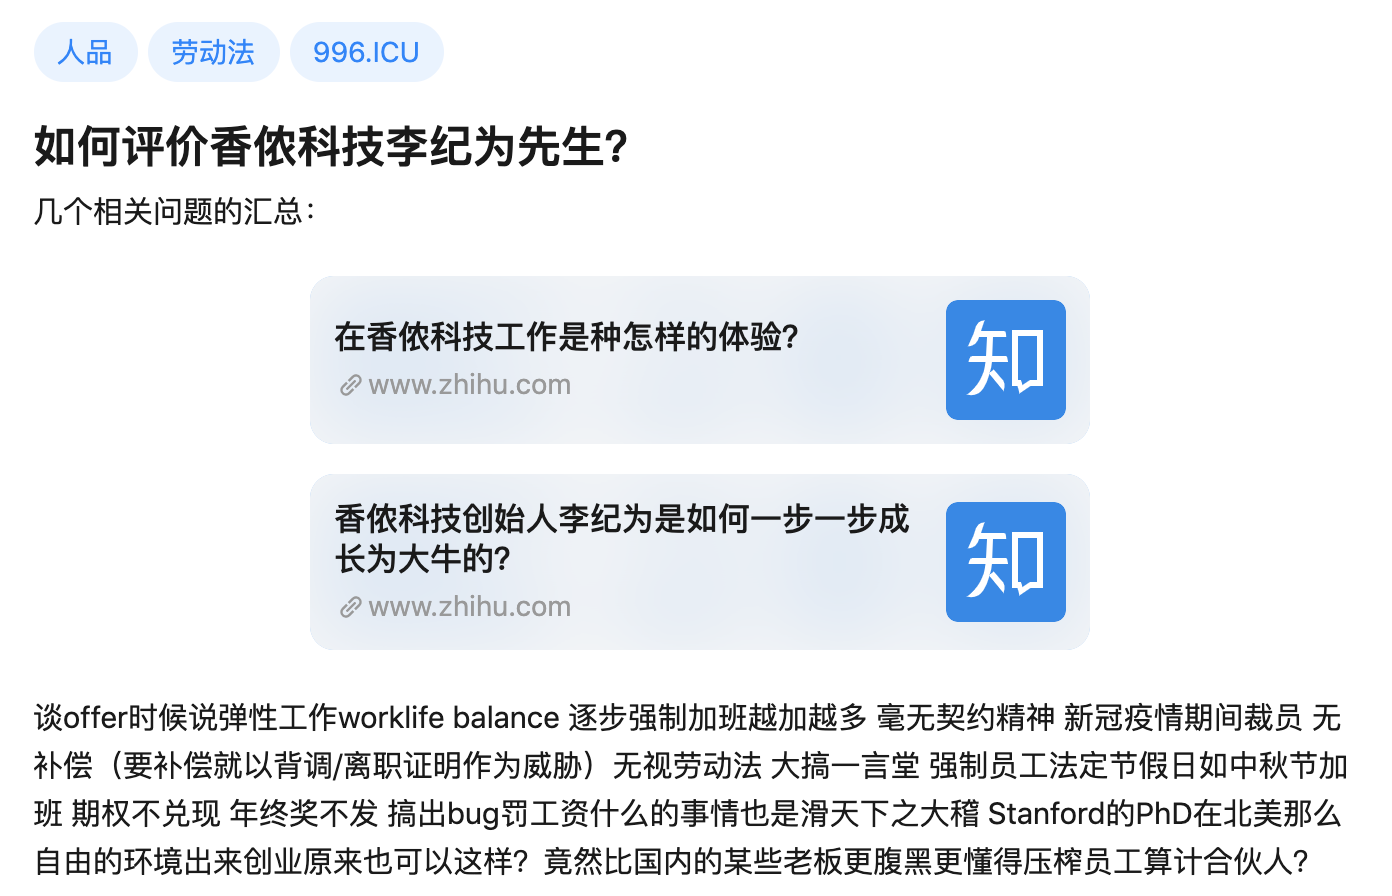 人品 劳动法 996.ICU
如何评价香侬科技李纪为先生?
几个相关问题的汇总：
在香侬科技工作是种怎样的体验?
www.zhihu.com
知
香侬科技创始人李纪为是如何一步一步成
长为大牛的?
www.zhihu.com
知
谈offer时候说弹性工作worklife balance 逐步强制加班越加越多 毫无契约精神 新冠疫情期间裁员 无
补偿（要补偿就以背调/离职证明作为威胁）无视劳动法 大搞一言堂 强制员工法定节假日如中秋节加
班 期权不兑现 年终奖不发 搞出bug罚工资什么的事情也是滑天下之大稽 Stanford的PhD在北美那么
自由的环境出来创业原来也可以这样？竟然比国内的某些老板更腹黑更懂得压榨员工算计合伙人?